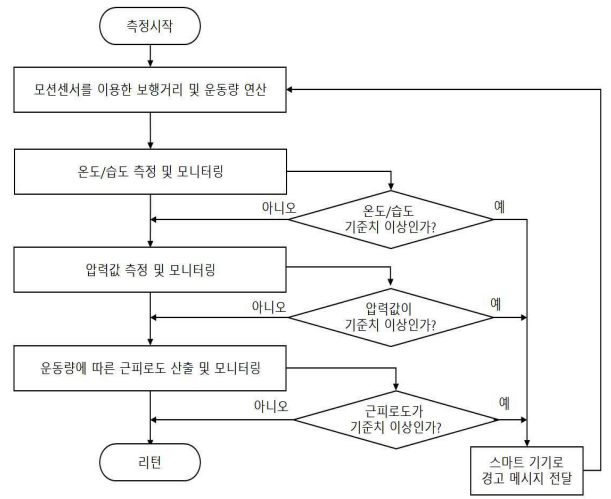 측정시작
모션센서를 이용한 보행거리 및 운동량 연산
온도/습도 측정 및 모니터링
아니오
온도/습도
기준치 이상인가?
예
압력값 측정 및 모니터링
아니오
압력값이
기준치 이상인가?
예
운동량에 따른 근피로도 산출 및 모니터링
아니오
근피로도가
기준치 이상인가?
예
리턴
스마트 기기로
경고 메시지 전달